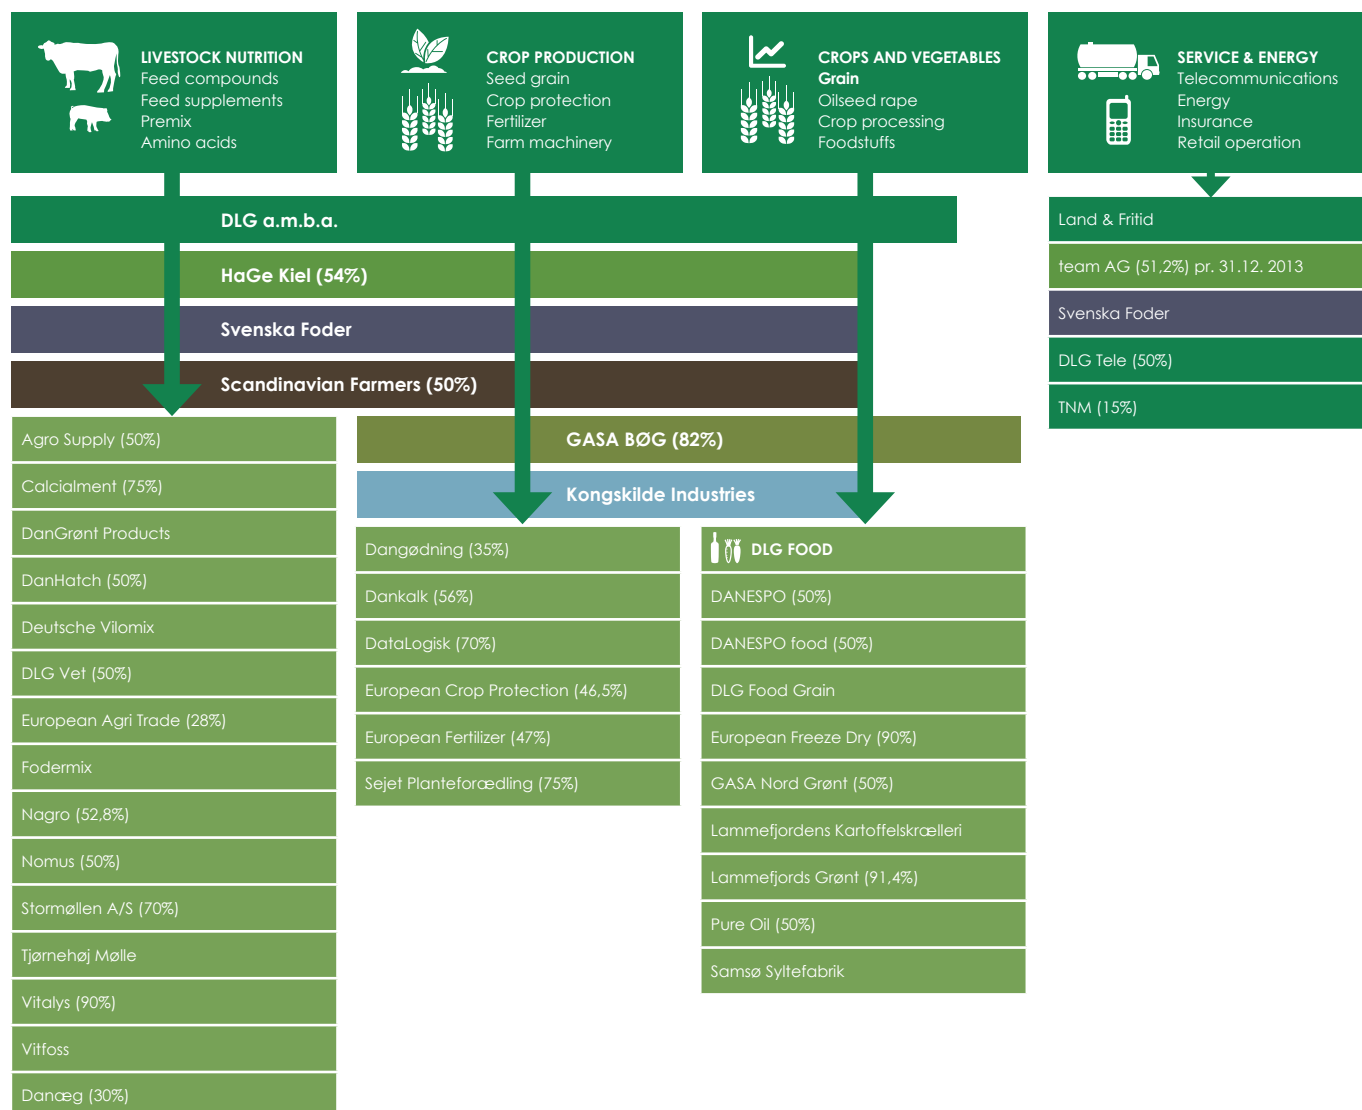 LIVESTOCK NUTRITION
Feed compounds
Feed supplements
Premix
Amino acids
CROP PRODUCTION
Seed grain
Crop protection
Fertilizer
Farm machinery
CROPS AND VEGETABLES
Grain
Oilseed rape
Crop processing
Foodstuffs
SERVICE & ENERGY
Telecommunications
Energy
Insurance
Retail operation
DLG a.m.b.a.
HaGe Kiel (54%)
Svenska Foder
Scandinavian Farmers (50%)
GASA BØG (82%)
Kongskilde Industries
Agro Supply (50%)
Calcialment (75%)
DanGrønt Products
DanHatch (50%)
Deutsche Vilomix
DLG Vet (50%)
European Agri Trade (28%)
Fodermix
Nagro (52,8%)
Nomus (50%)
Stormøllen A/S (70%)
Tjørnehøj Mølle
Vitalys (90%)
Vitfoss
Danæg (30%)
Dangødning (35%)
Dankalk (56%)
DataLogisk (70%)
European Crop Protection (46,5%)
European Fertilizer (47%)
Sejet Planteforædling (75%)
DLG FOOD
DANESPO (50%)
DANESPO food (50%)
DLG Food Grain
European Freeze Dry (90%)
GASA Nord Grønt (50%)
Lammefjordens Kartoffelskrælleri
Lammefjords Grønt (91,4%)
Pure Oil (50%)
Samsø Syltefabrik
Land & Fritid
team AG (51,2%) pr. 31.12. 2013
Svenska Foder
DLG Tele (50%)
TNM (15%)